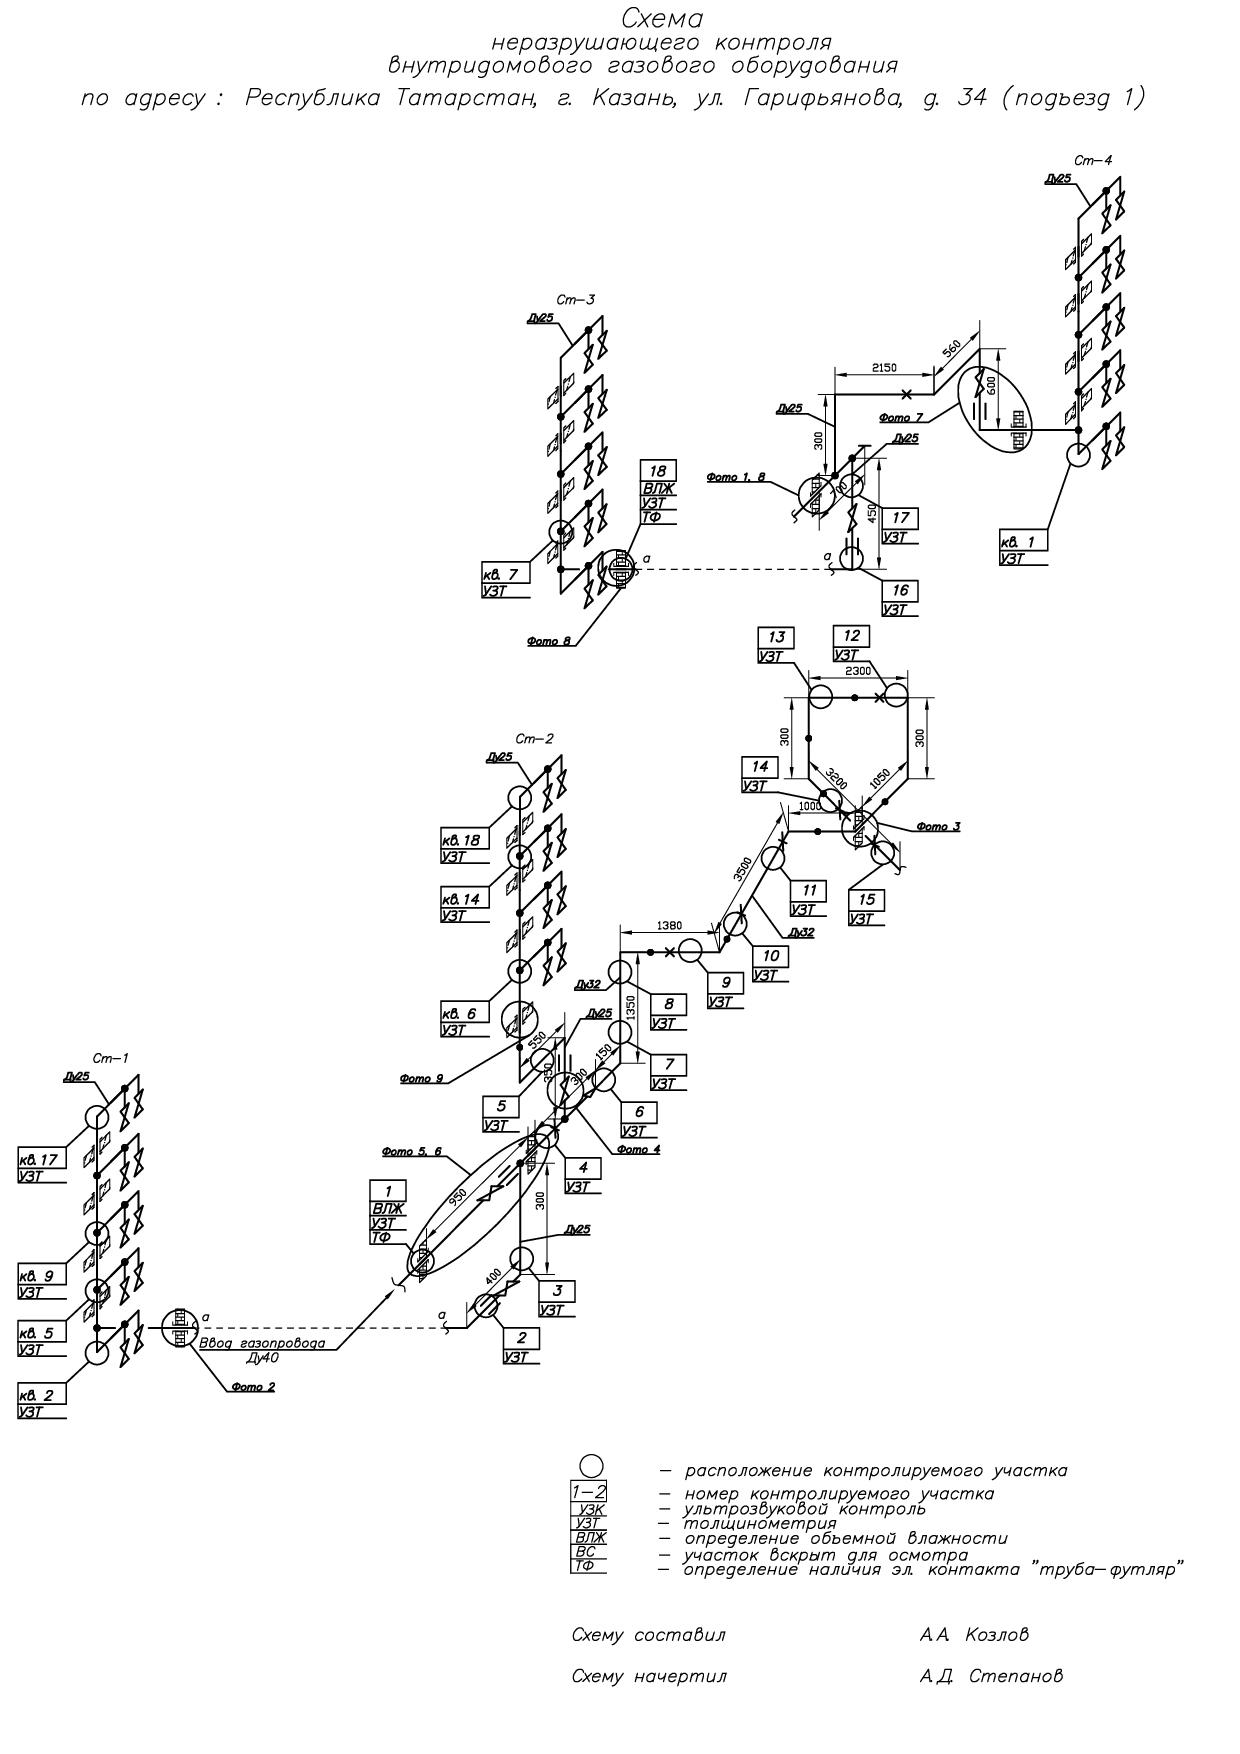 Схема
неразрушающего контроля
внутридомового газового оборудования
по адресу : Республика Татарстан, г. Казань, ул. Гарифьянова, д. 34 (подъезд 1)
Ст-4
Ду25
Ст-3
Ду25
560
2150
600
Ду25
Фото 7
300
Ду25
18
ВЛЖ
УЗТ
ТФ
Фото 1, 8
450
17
УЗТ
кв. 1
УЗТ
а
а
кв. 7
УЗТ
16
УЗТ
Фото 8
13
УЗТ
12
УЗТ
2300
300
300
Ст-2
Ду25
14
УЗТ
3200
1050
1000
Фото 3
кв. 18
УЗТ
3500
кв. 14
УЗТ
11
УЗТ
15
УЗТ
1380
Ду32
10
УЗТ
9
УЗТ
Ду32
8
УЗТ
1350
кв. 6
УЗТ
Ду25
550
150
350
300
7
УЗТ
Ст-1
Ду25
Фото 9
5
УЗТ
6
УЗТ
Фото 5, 6
Фото 4
кв. 17
УЗТ
4
УЗТ
1
ВЛЖ
УЗТ
ТФ
950
300
Ду25
кв. 9
УЗТ
400
3
УЗТ
а
а
кв. 5
УЗТ
Ввод газопровода
Ду40
2
УЗТ
Фото 2
кв. 2
УЗТ
— расположение контролируемого участка
1-2 — номер контролируемого участка
УЗК — ультрозвуковой контроль
УЗТ — толщинометрия
ВЛЖ — определение объемной влажности
ВС — участок вскрыт для осмотра
ТФ — определение наличия эл. контакта "труба-футляр"
Схему составил А.А. Козлов
Схему начертил А.Д. Степанов